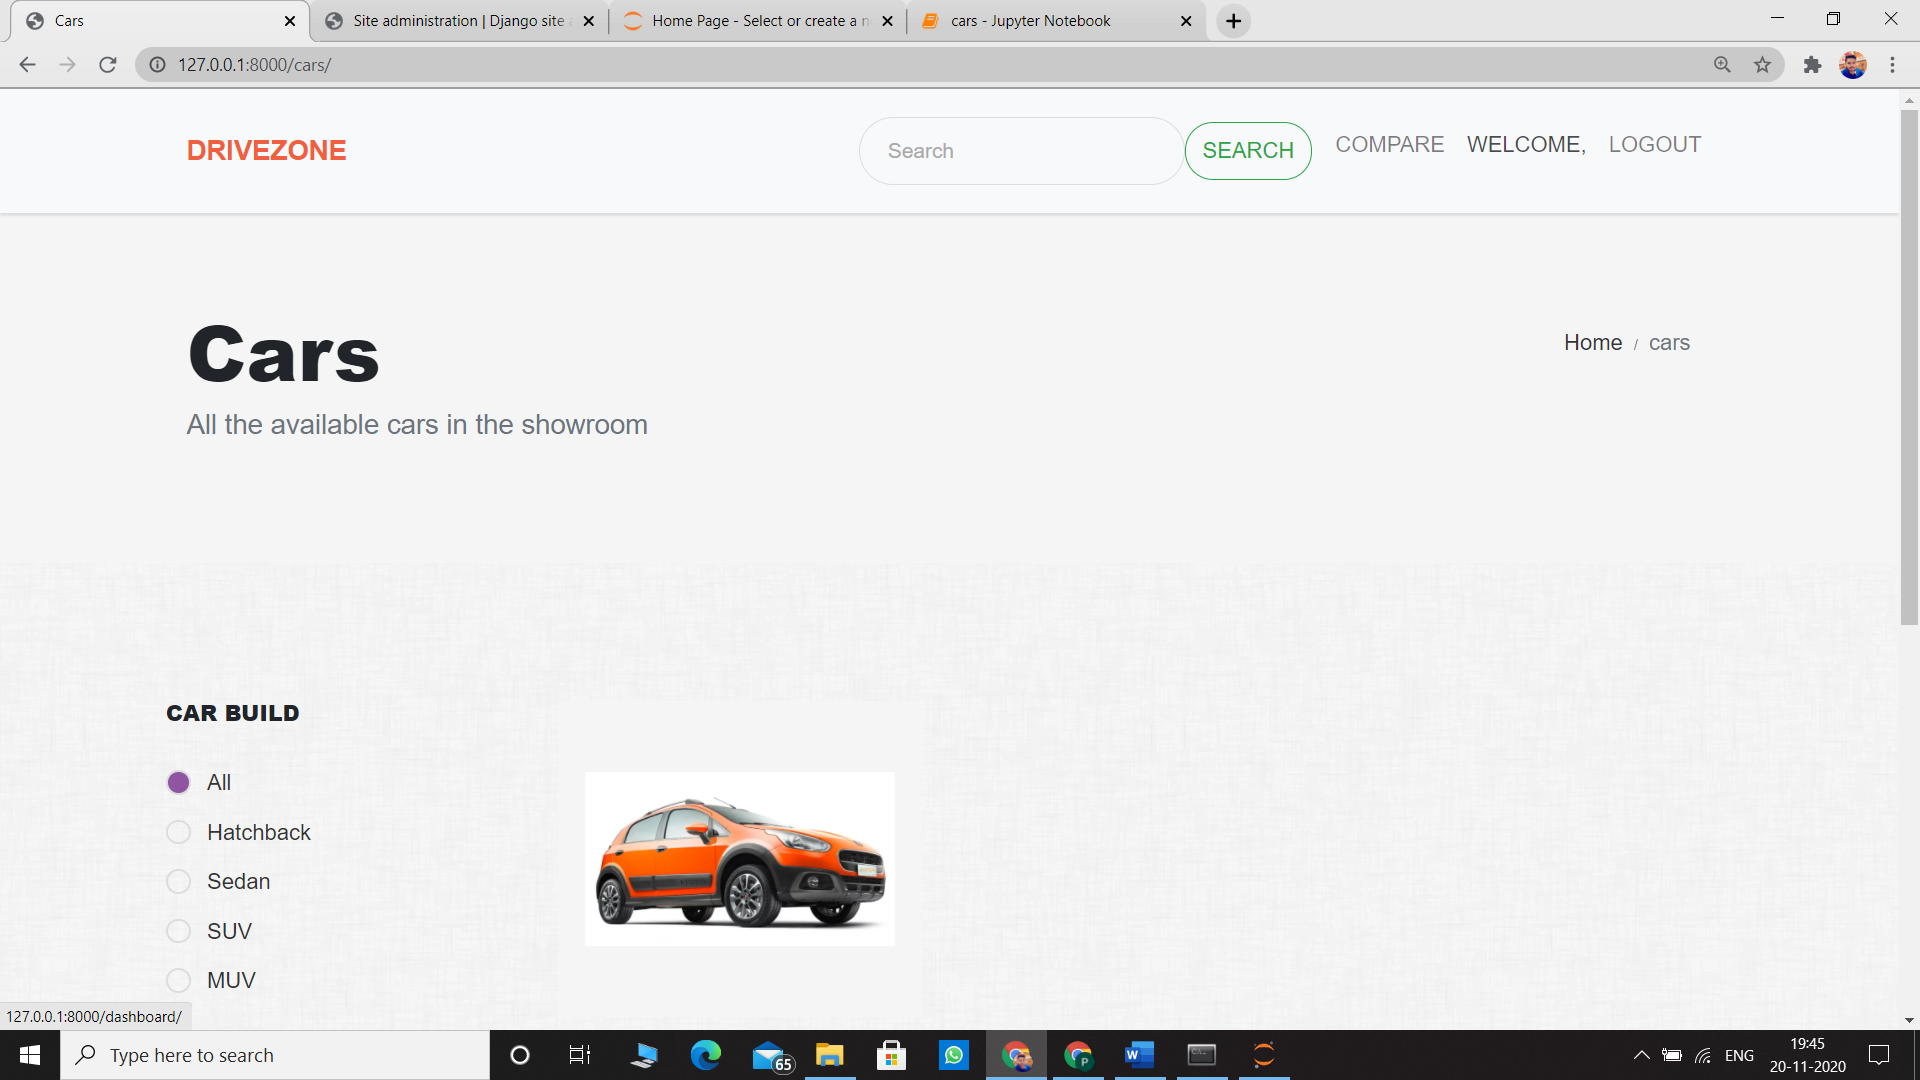 Cars
Site administration | Django site
Home Page - Select or create a n
cars - Jupyter Notebook
127.0.0.1:8000/cars/
DRIVEZONE
Search
SEARCH
COMPARE
WELCOME,
LOGOUT
Cars
Home / cars
All the available cars in the showroom
CAR BUILD
All
Hatchback
Sedan
SUV
MUV
127.0.0.1:8000/dashboard/
Type here to search
65
ENG
19:45
20-11-2020